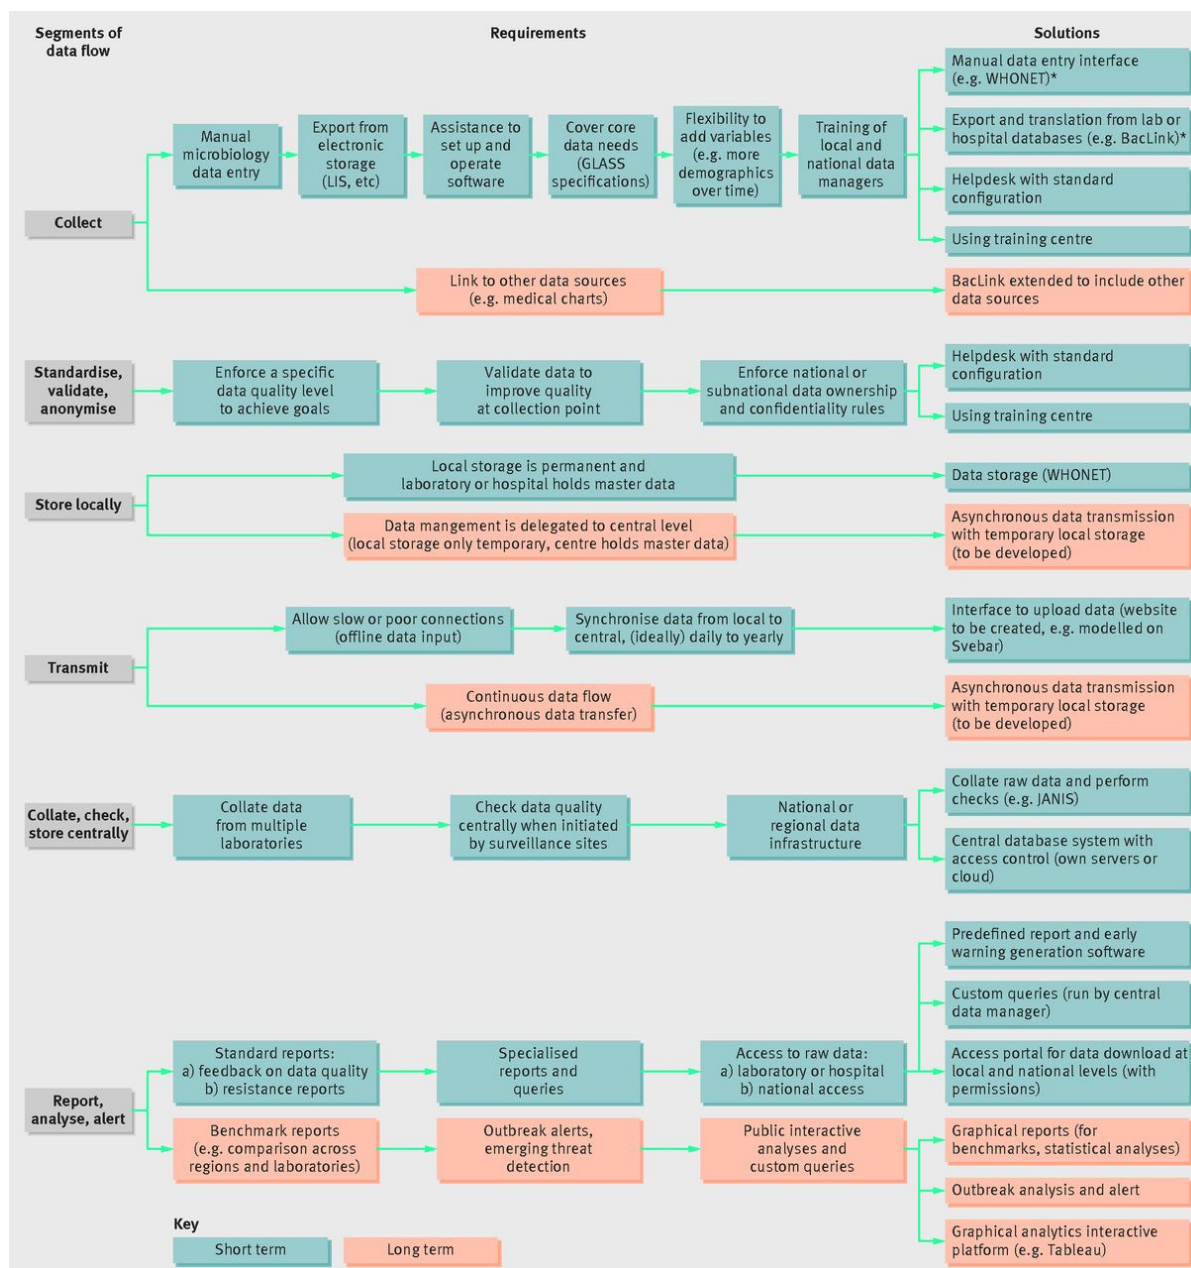 Segments of
data flow
Requirements
Solutions
Collect
Manual
microbiology
data entry
Export from
electronic
storage
(LIS, etc)
Assistance to
set up and
operate
software
Cover core
data needs
(GLASS
specifications)
Flexibility to
add variables
(e.g. more
demographics
over time)
Training of
local and
national data
managers
Manual data entry interface
(e.g. WHONET)*
Export and translation from lab or
hospital databases (e.g. BacLink)*
Helpdesk with standard
configuration
Using training centre
Link to other data sources
(e.g. medical charts)
BacLink extended to include other
data sources
Standardise,
validate,
anonymise
Enforce a specific
data quality level
to achieve goals
Validate data to
improve quality
at collection point
Enforce national or
subnational data ownership
and confidentiality rules
Helpdesk with standard
configuration
Using training centre
Store locally
Local storage is permanent and
laboratory or hospital holds master data
Data storage (WHONET)
Data mangement is delegated to central level
(local storage only temporary, centre holds master data)
Asynchronous data transmission
with temporary local storage
(to be developed)
Transmit
Allow slow or poor connections
(offline data input)
Synchronise data from local to
central, (ideally) daily to yearly
Interface to upload data (website
to be created, e.g. modelled on
Svebar)
Continuous data flow
(asynchronous data transfer)
Asynchronous data transmission
with temporary local storage
(to be developed)
Collate, check,
store centrally
Collate data
from multiple
laboratories
Check data quality
centrally when initiated
by surveillance sites
National or
regional data
infrastructure
Collate raw data and perform
checks (e.g. JANIS)
Central database system with
access control (own servers or
cloud)
Report,
analyse, alert
Standard reports:
a) feedback on data quality
b) resistance reports
Specialised
reports and
queries
Access to raw data:
a) laboratory or hospital
b) national access
Predefined report and early
warning generation software
Custom queries (run by central
data manager)
Access portal for data download at
local and national levels (with
permissions)
Benchmark reports
(e.g. comparison across
regions and laboratories)
Outbreak alerts,
emerging threat
detection
Public interactive
analyses and
custom queries
Graphical reports (for
benchmarks, statistical analyses)
Outbreak analysis and alert
Graphical analytics interactive
platform (e.g. Tableau)
Key
Short term
Long term